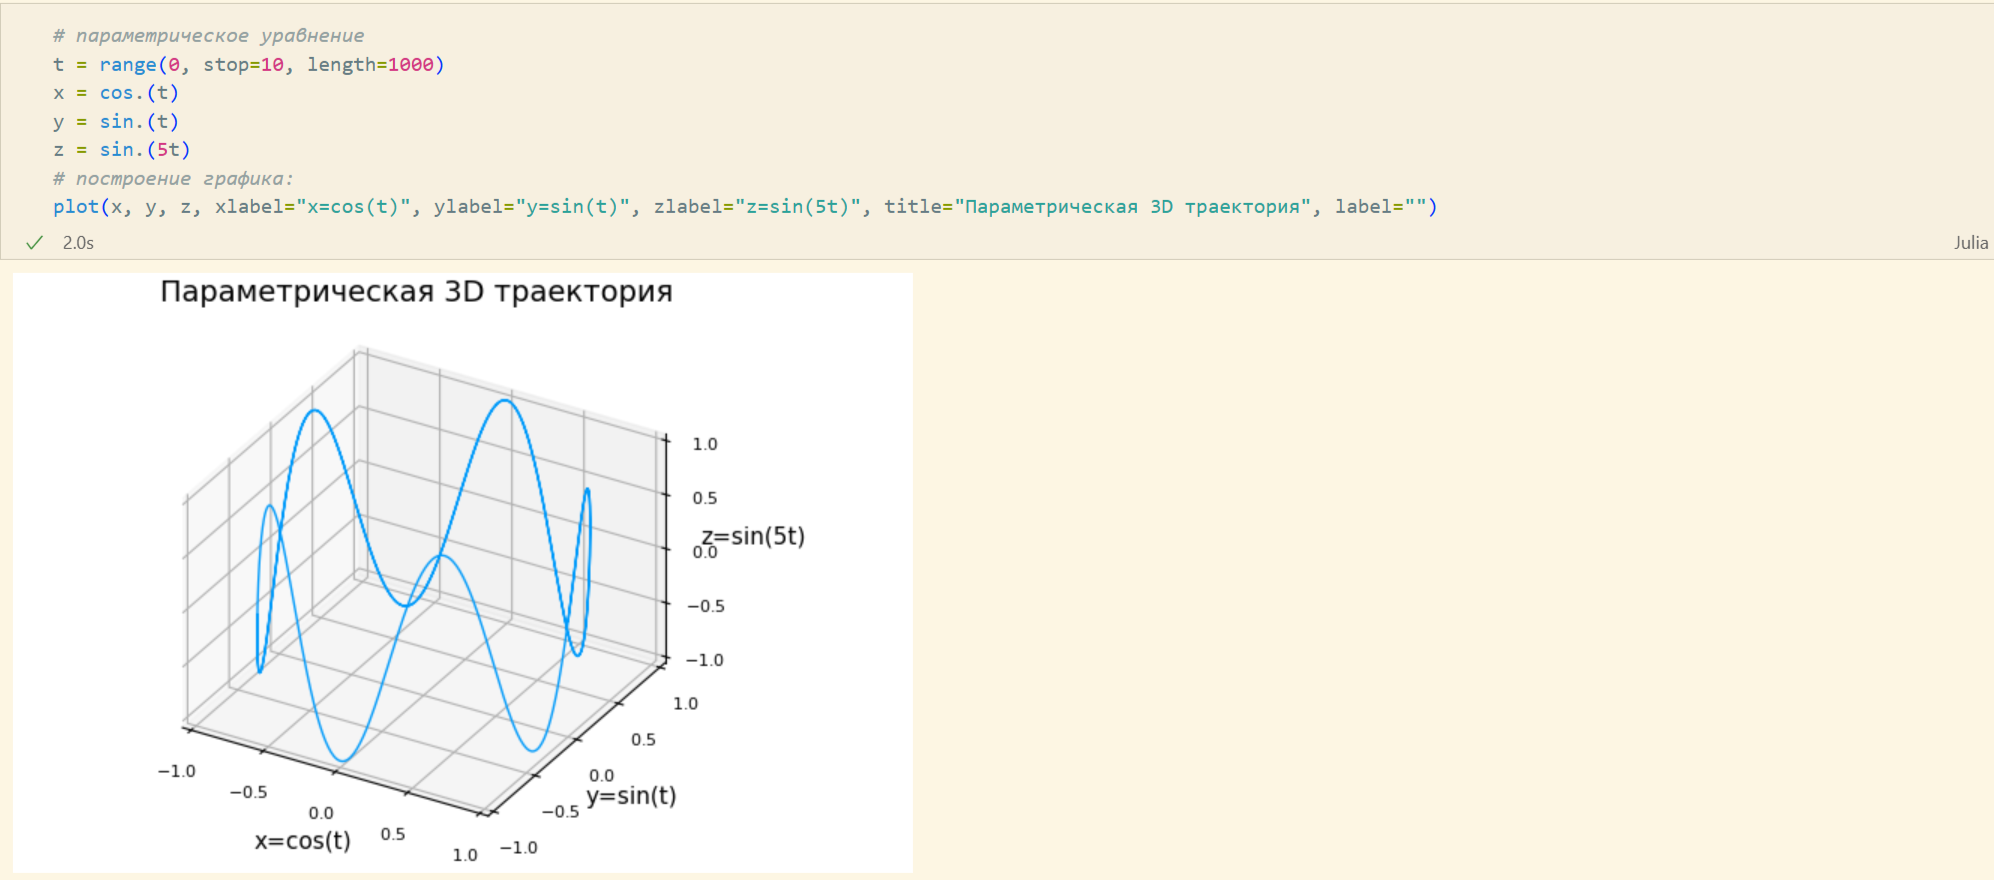 # параметрическое уравнение
t = range(0, stop=10, length=1000)
x = cos.(t)
y = sin.(t)
z = sin.(5t)
# построение графика:
plot(x, y, z, xlabel="x=cos(t)", ylabel="y=sin(t)", zlabel="z=sin(5t)", title="Параметрическая 3D траектория", label="")
2.0s
Julia
Параметрическая 3D траектория
1.0
0.5
z=sin(5t)
0.0
−0.5
−1.0
1.0
0.5
0.0
y=sin(t)
−0.5
−1.0
−1.0
−0.5
0.0
0.5
1.0
x=cos(t)